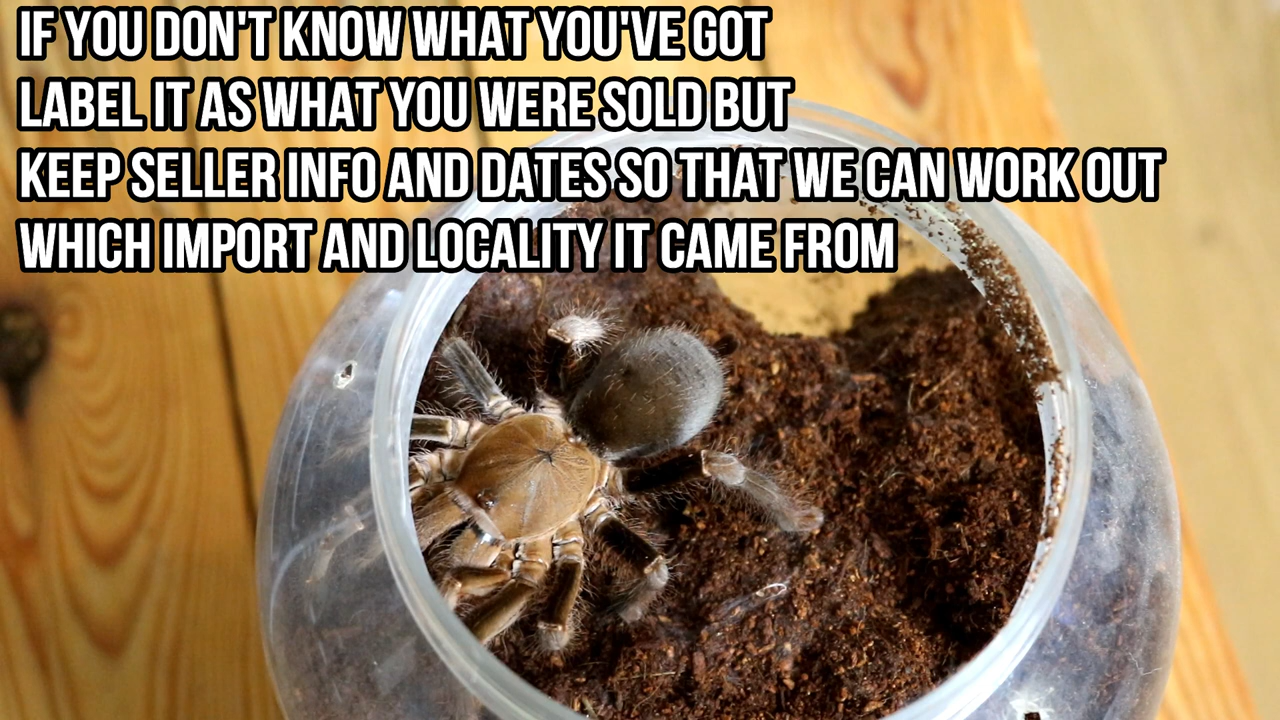 IF YOU DON'T KNOW WHAT YOU'VE GOT
LABEL IT AS WHAT YOU WERE SOLD BUT
KEEP SELLER INFO AND DATES SO THAT WE CAN WORK OUT
WHICH IMPORT AND LOCALITY IT CAME FROM